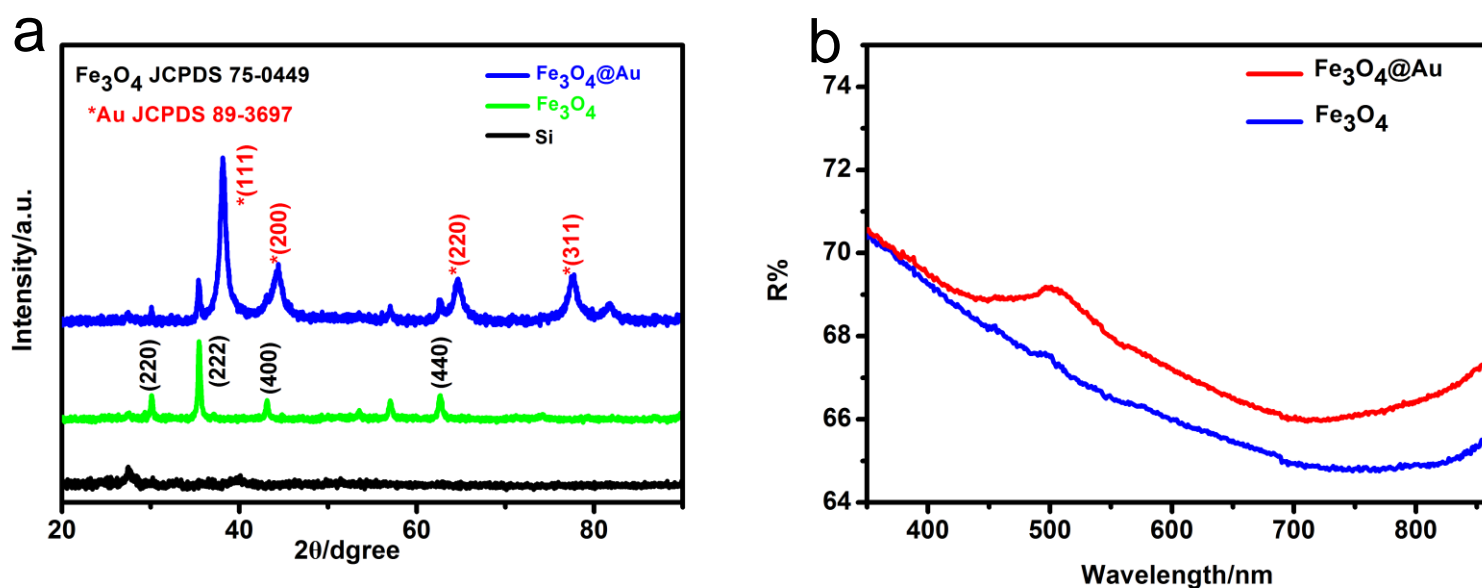 a
Fe3O4 JCPDS 75-0449
*Au JCPDS 89-3697
Fe3O4@Au
Fe3O4
Si
*(111)
*(200)
*(220)
*(311)
(220)
(222)
(400)
(440)
Intensity/a.u.
20 40 60 80
2θ/dgree
b
Fe3O4@Au
Fe3O4
74
72
70
68
66
64
R%
400 500 600 700 800
Wavelength/nm